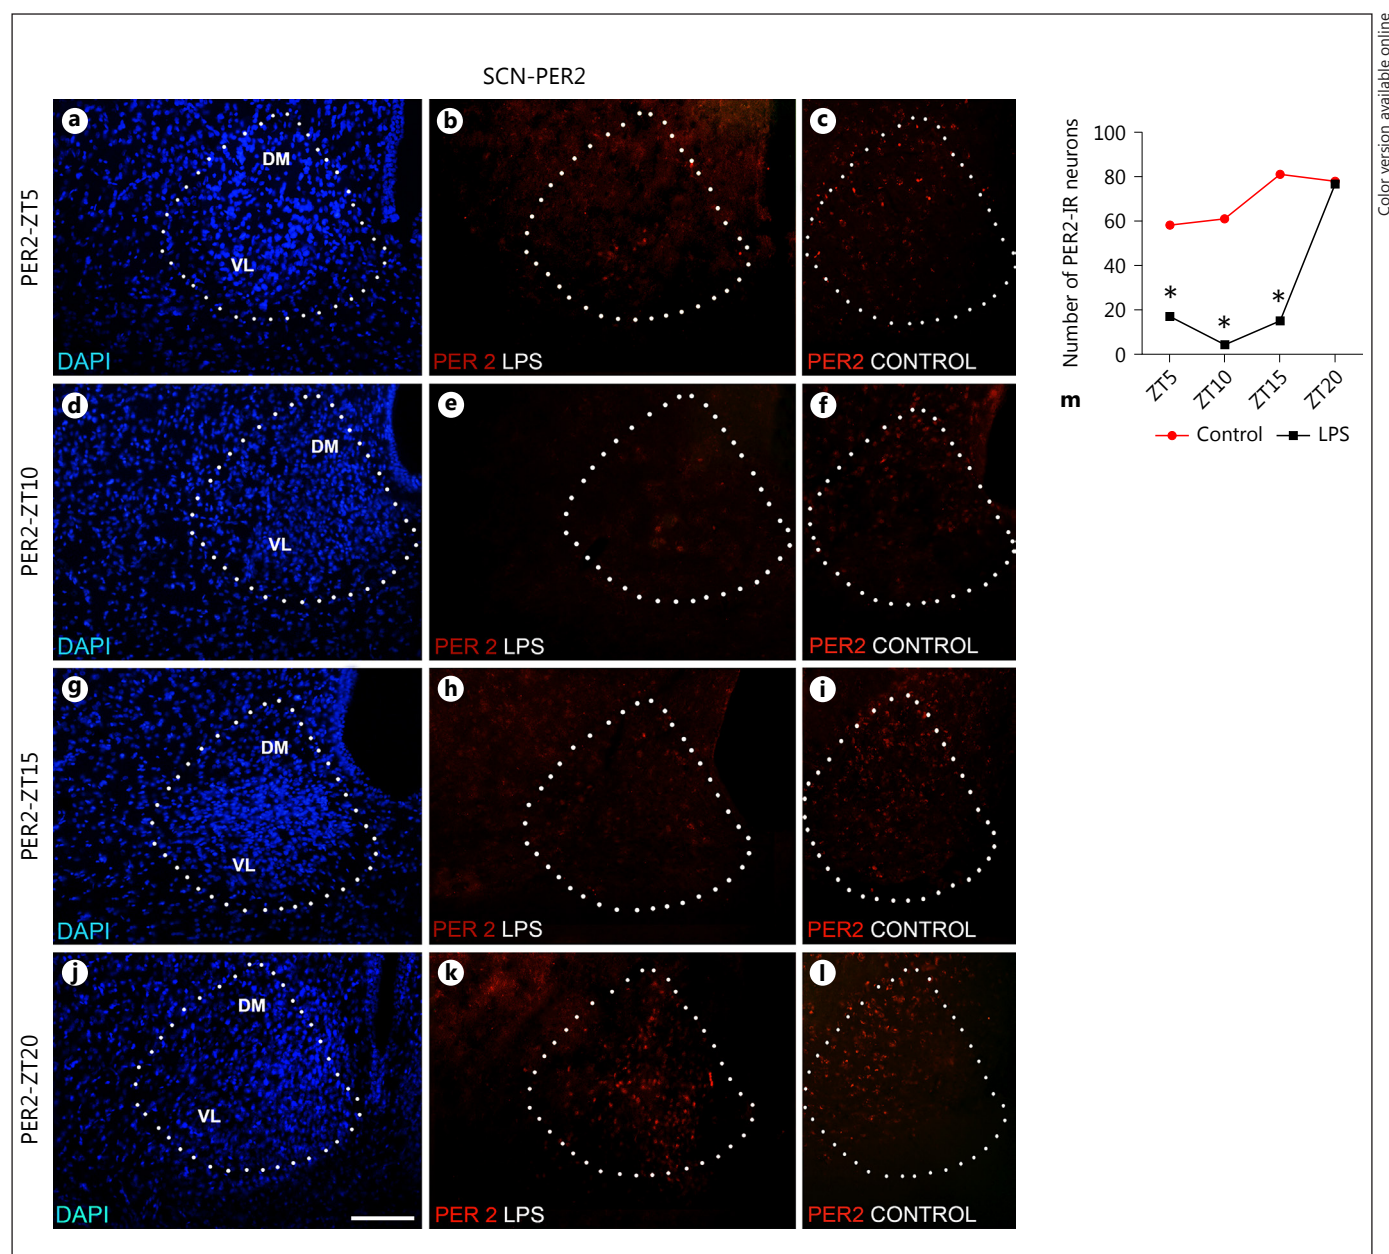 Color version available online
SCN-PER2
PER2-ZT5
a
DM
VL
DAPI
b
PER 2 LPS
c
PER2 CONTROL
PER2-ZT10
d
DM
VL
DAPI
e
PER 2 LPS
f
PER2 CONTROL
PER2-ZT15
g
DM
VL
DAPI
h
PER 2 LPS
i
PER2 CONTROL
PER2-ZT20
j
DM
VL
DAPI
k
PER 2 LPS
l
PER2 CONTROL
Number of PER2-IR neurons
100
80
60
40
20
0
*
*
*
ZT5
ZT10
ZT15
ZT20
m
Control
LPS